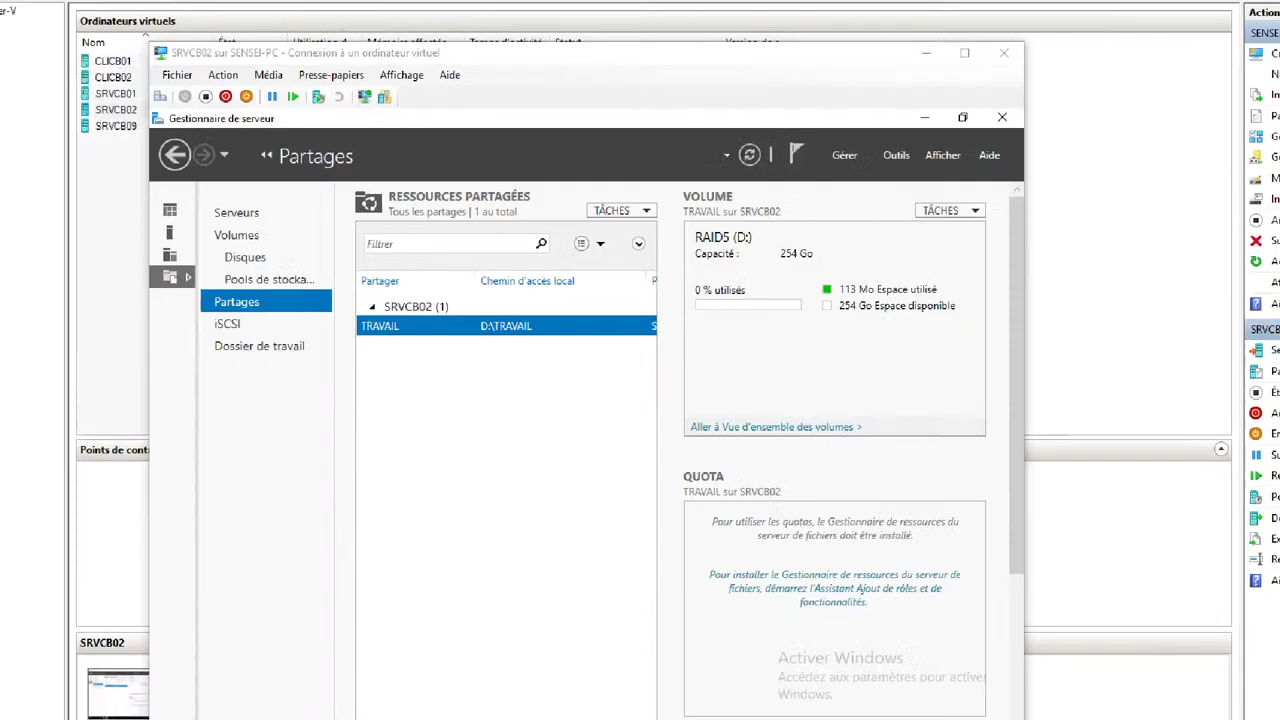 er-V
Ordinateurs virtuels
Nom
CLICB01
CLICB02
SRVCB01
SRVCB02
SRVCB09
Points de cont
SRVCB02
SRVCB02 sur SENSEI-PC - Connexion à un ordinateur virtuel
Fichier Action Média Presse-papiers Affichage Aide
Gestionnaire de serveur
Partages
Gérer Outils Afficher Aide
Serveurs
Volumes
Disques
Pools de stocka...
Partages
iSCSI
Dossier de travail
RESSOURCES PARTAGÉES
Tous les partages | 1 au total
TÂCHES
Filtrer
Partager Chemin d'accès local P
SRVCB02 (1)
TRAVAIL D:\TRAVAIL S
VOLUME
TRAVAIL sur SRVCB02
TÂCHES
RAID5 (D:)
Capacité : 254 Go
0 % utilisés
113 Mo Espace utilisé
254 Go Espace disponible
Aller à Vue d'ensemble des volumes >
QUOTA
TRAVAIL sur SRVCB02
Pour utiliser les quotas, le Gestionnaire de ressources du
serveur de fichiers doit être installé.
Pour installer le Gestionnaire de ressources du serveur de
fichiers, démarrez l'Assistant Ajout de rôles et de
fonctionnalités.
Activer Windows
Accédez aux paramètres pour activer
Windows.
Action
SENSE
SRVCB